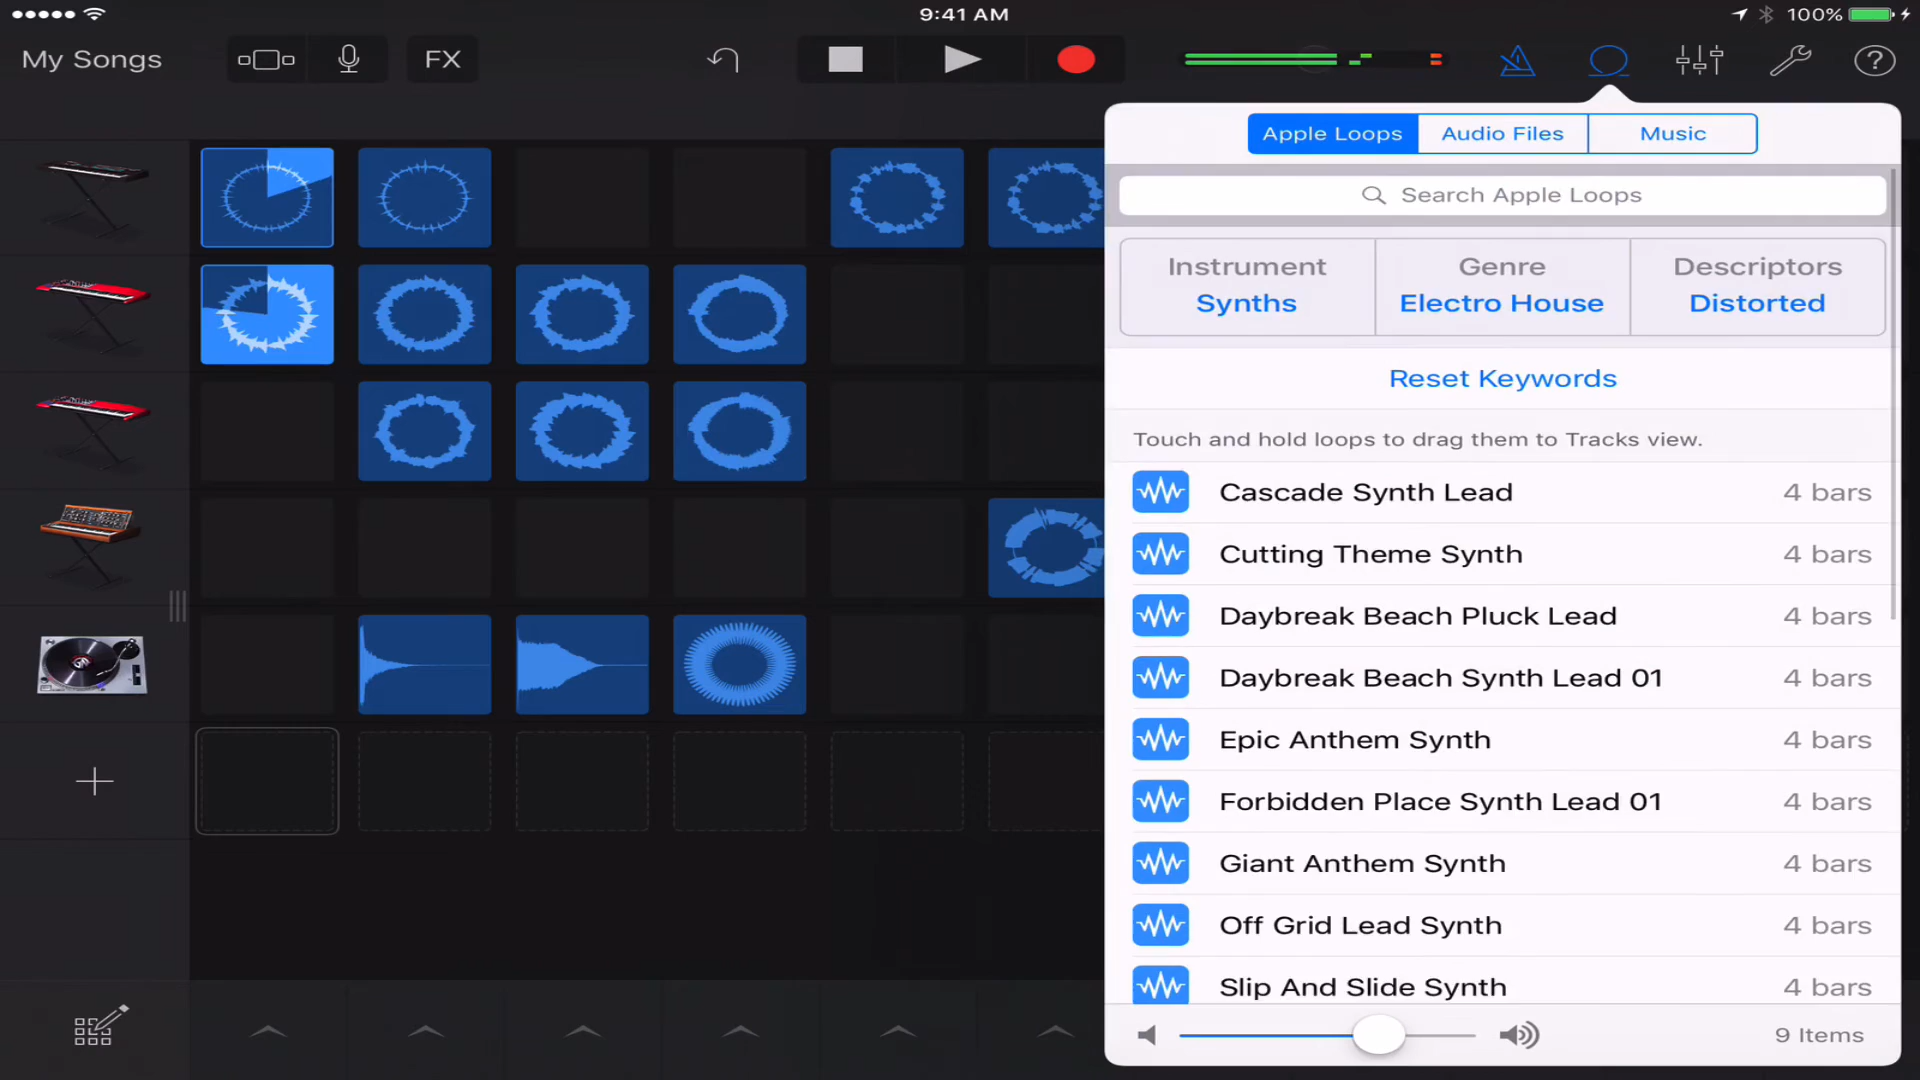 9:41 AM
100%
My Songs
FX
?
Apple Loops
Audio Files
Music
Search Apple Loops
Instrument
Synths
Genre
Electro House
Descriptors
Distorted
Reset Keywords
Touch and hold loops to drag them to Tracks view.
Cascade Synth Lead 4 bars
Cutting Theme Synth 4 bars
Daybreak Beach Pluck Lead 4 bars
Daybreak Beach Synth Lead 01 4 bars
Epic Anthem Synth 4 bars
Forbidden Place Synth Lead 01 4 bars
Giant Anthem Synth 4 bars
Off Grid Lead Synth 4 bars
Slip And Slide Synth 4 bars
9 Items